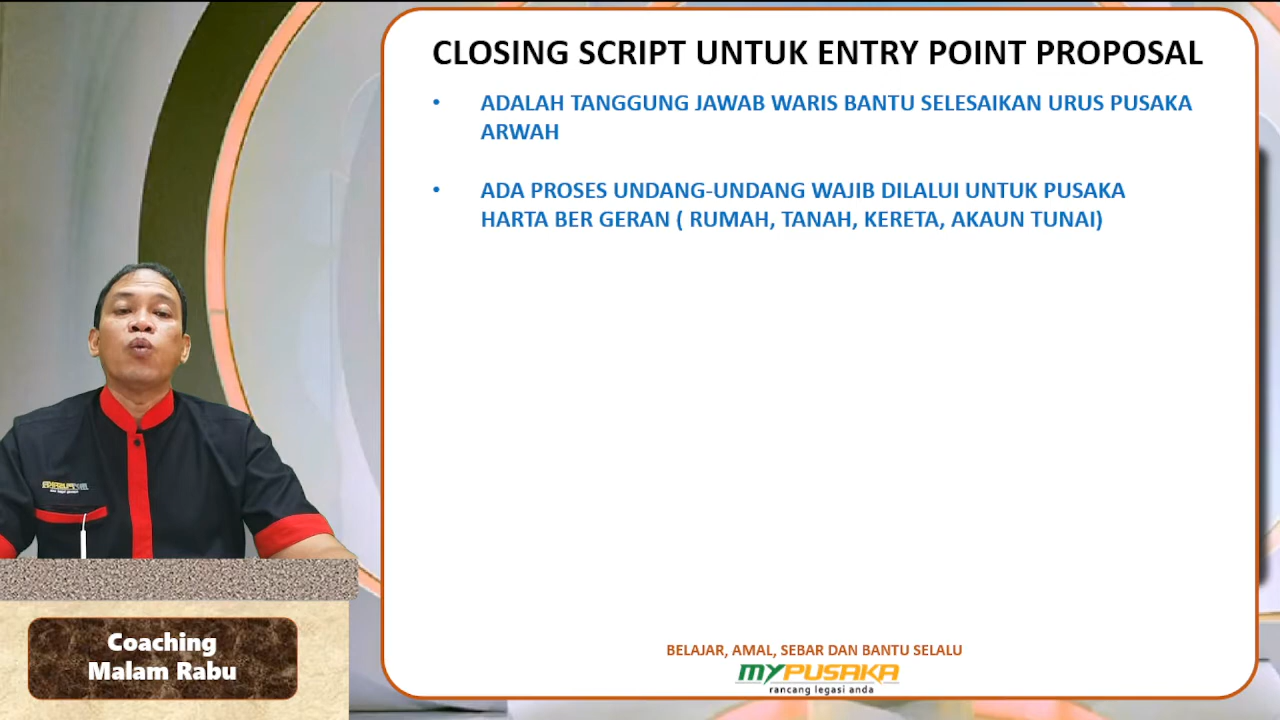 CLOSING SCRIPT UNTUK ENTRY POINT PROPOSAL
• ADALAH TANGGUNG JAWAB WARIS BANTU SELESAIKAN URUS PUSAKA
ARWAH
• ADA PROSES UNDANG-UNDANG WAJIB DILALUI UNTUK PUSAKA
HARTA BER GERAN ( RUMAH, TANAH, KERETA, AKAUN TUNAI)
Coaching
Malam Rabu
BELAJAR, AMAL, SEBAR DAN BANTU SELALU
MYPUSAKA
rancang legasi anda